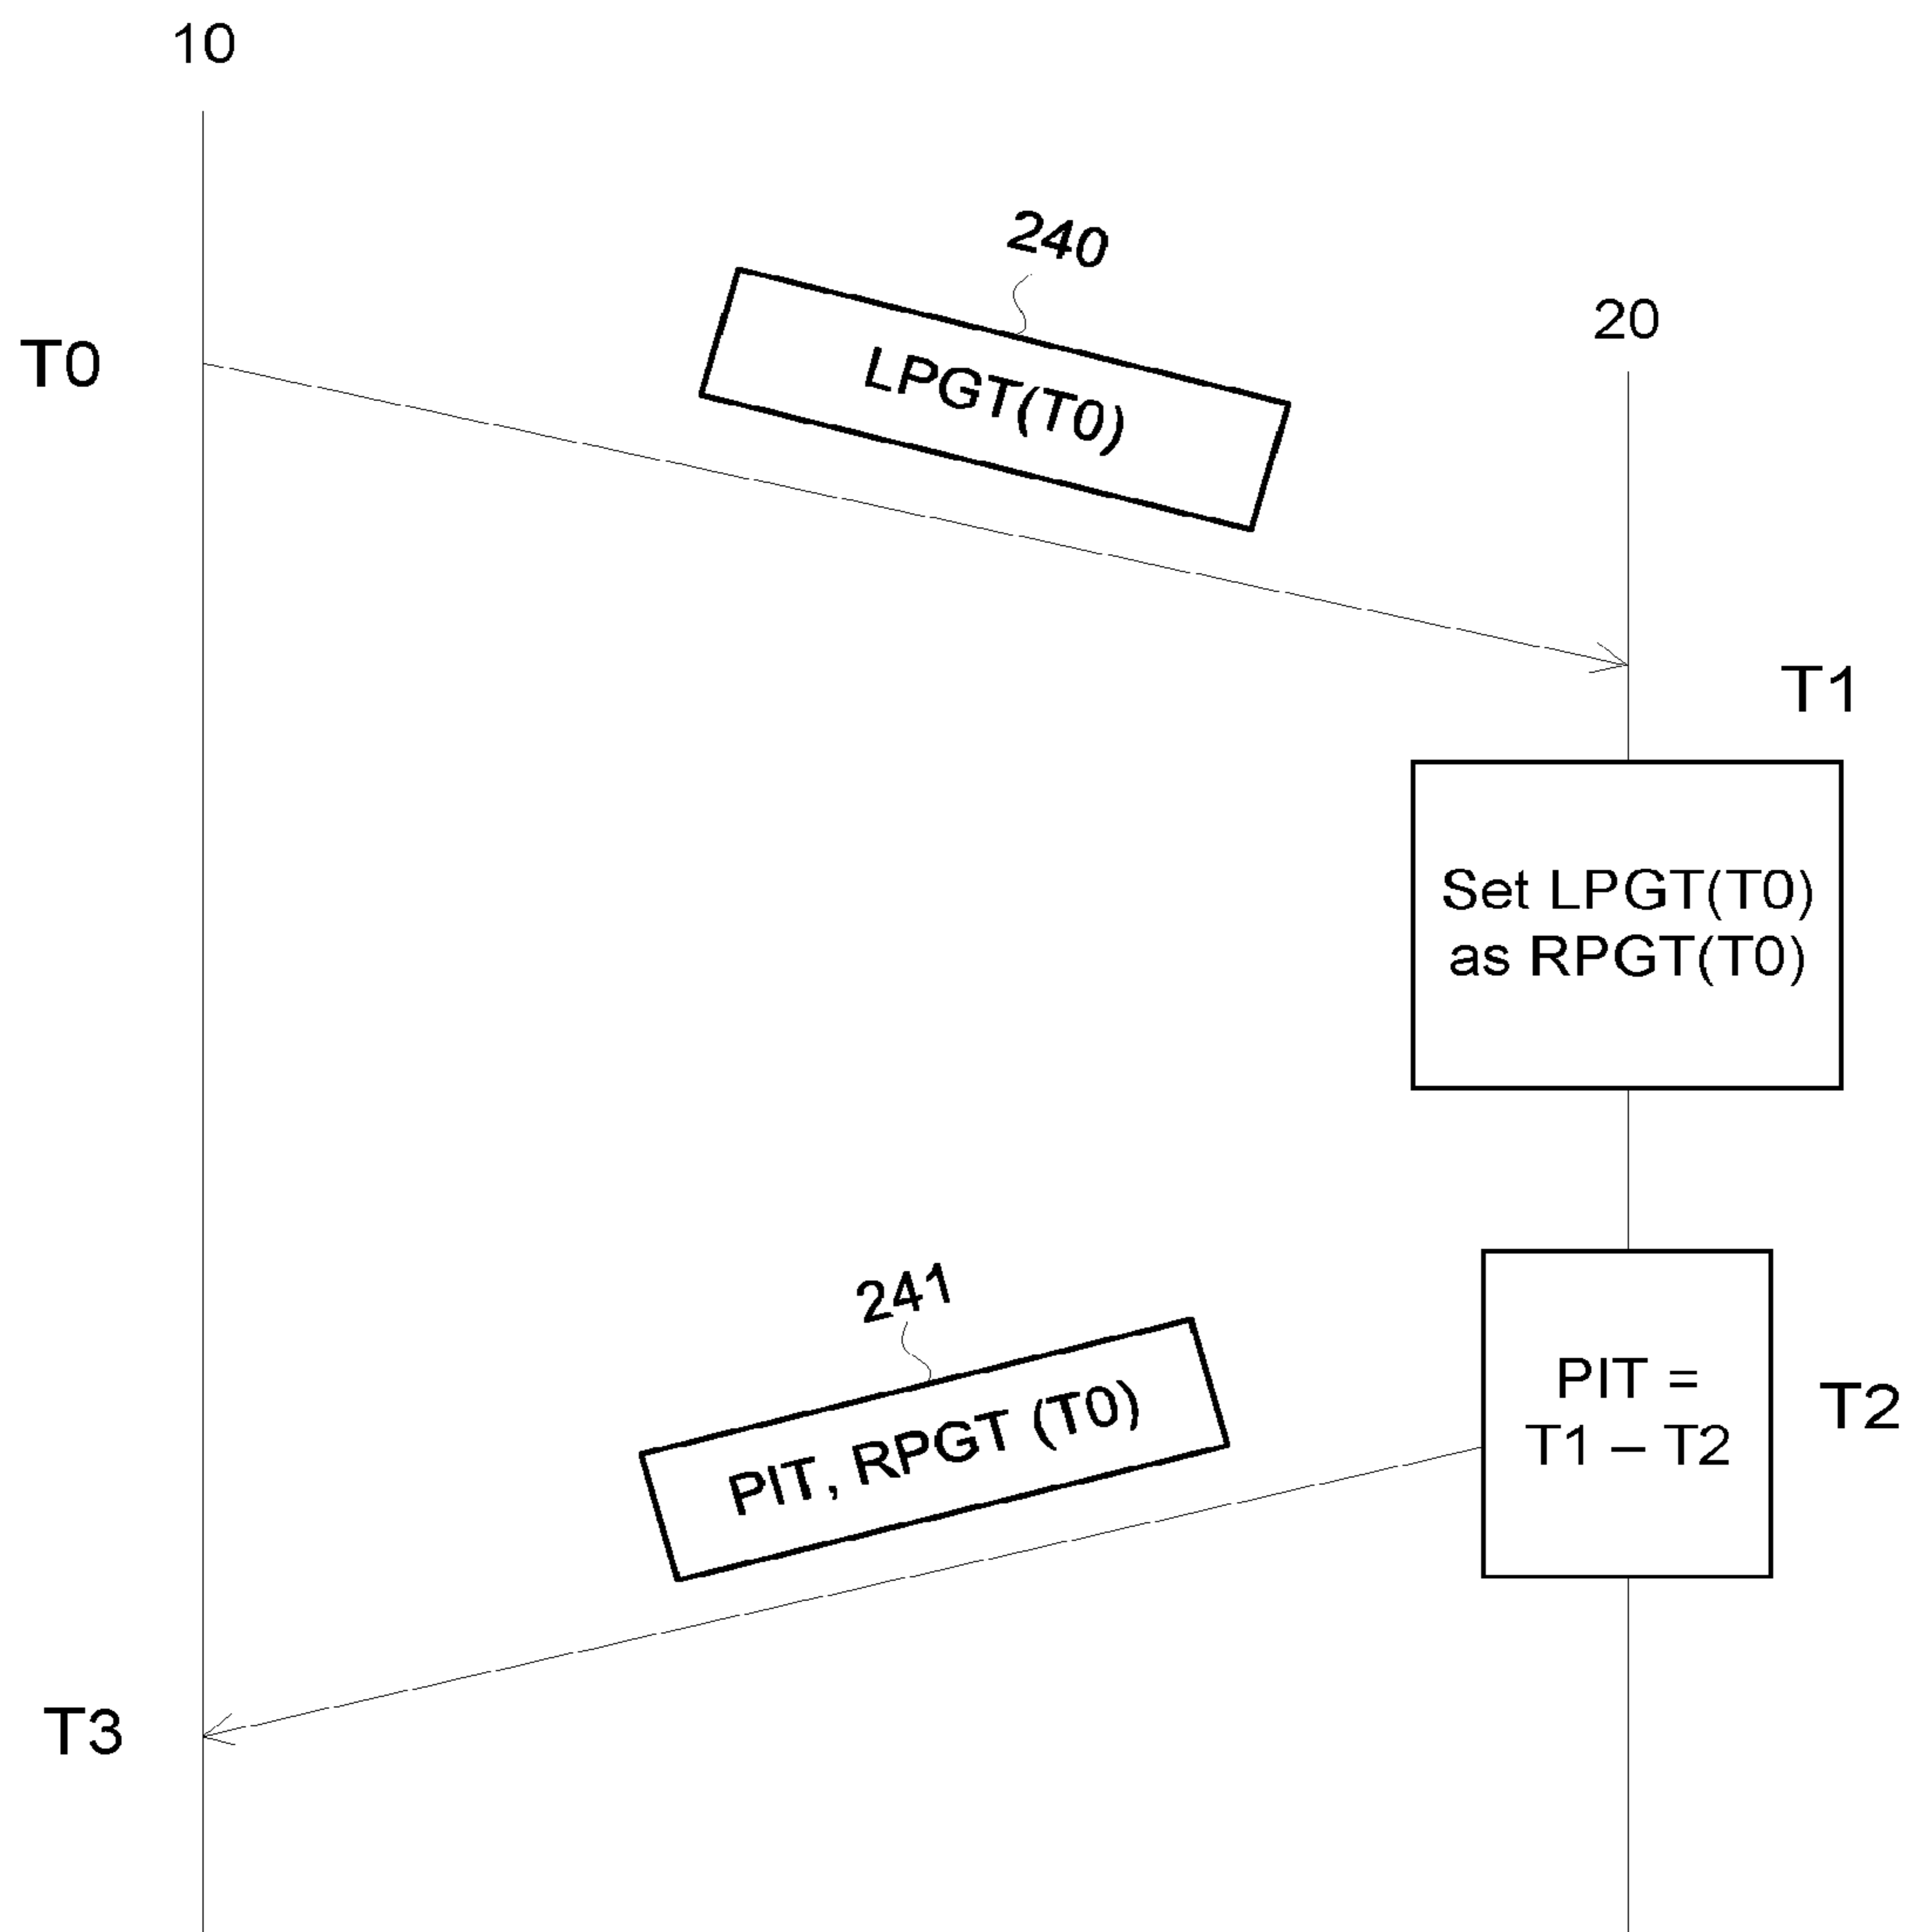 10
240
20
T0
LPGT(T0)
T1
Set LPGT(T0)
as RPGT(T0)
241
PIT, RPGT (T0)
PIT =
T1 – T2
T2
T3